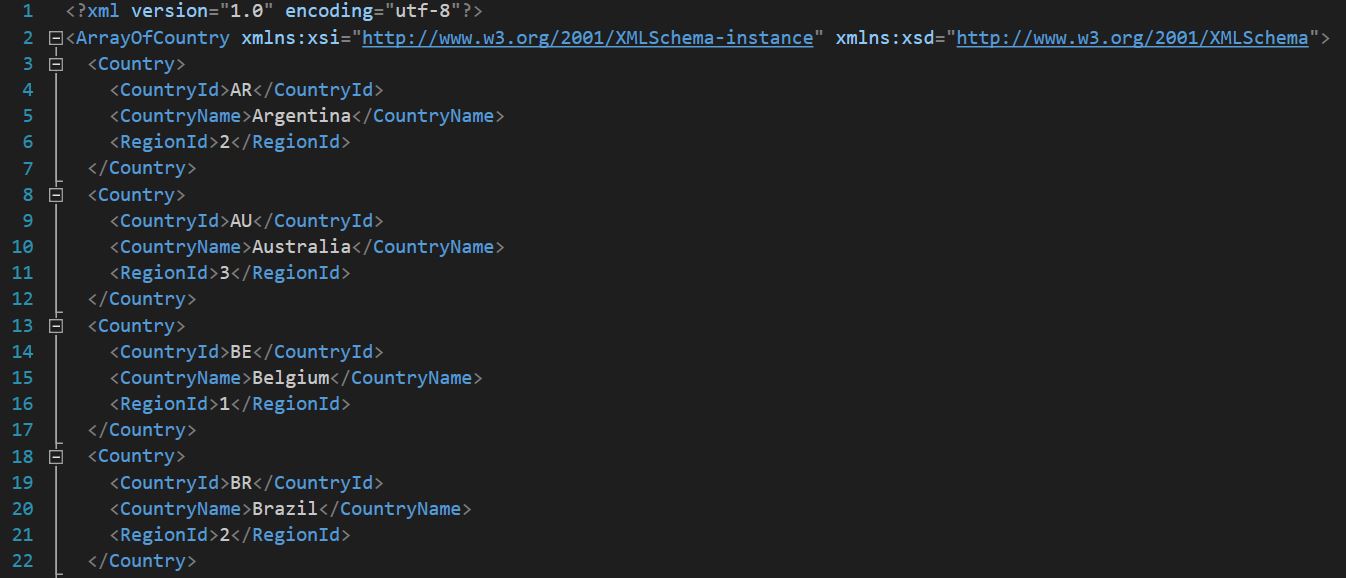 1 <?xml version="1.0" encoding="utf-8"?>
2 <ArrayOfCountry xmlns:xsi="http://www.w3.org/2001/XMLSchema-instance" xmlns:xsd="http://www.w3.org/2001/XMLSchema">
3 <Country>
4 <CountryId>AR</CountryId>
5 <CountryName>Argentina</CountryName>
6 <RegionId>2</RegionId>
7 </Country>
8 <Country>
9 <CountryId>AU</CountryId>
10 <CountryName>Australia</CountryName>
11 <RegionId>3</RegionId>
12 </Country>
13 <Country>
14 <CountryId>BE</CountryId>
15 <CountryName>Belgium</CountryName>
16 <RegionId>1</RegionId>
17 </Country>
18 <Country>
19 <CountryId>BR</CountryId>
20 <CountryName>Brazil</CountryName>
21 <RegionId>2</RegionId>
22 </Country>